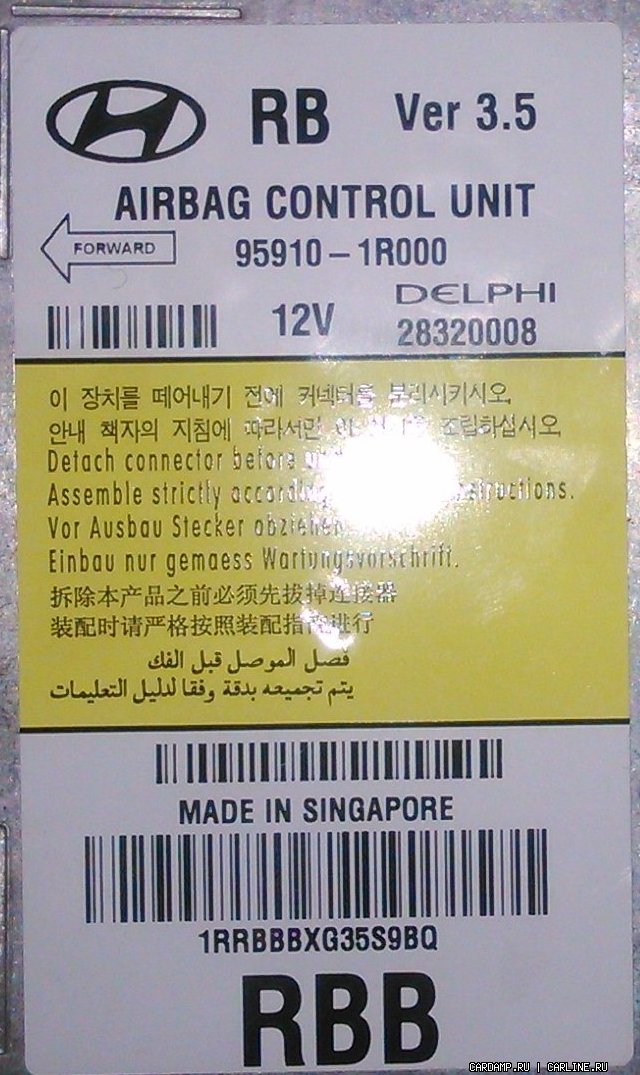 RB Ver 3.5
AIRBAG CONTROL UNIT
FORWARD 95910-1R000
DELPHI
12V 28320008
이 장치를 떼어내기 전에 커넥터를 분리시키시오.
안내 책자의 지침에 따라서만 이 조립하십시오.
Detach connector before
Assemble strictly according instructions.
Vor Ausbau Stecker abziehen
Einbau nur gemaess Wartungsvorschrift.
拆除本产品之前必须先拔掉连接器
装配时请严格按照装配指南进行
فصل الموصل قبل الفك
يتم تجميعه بدقة وفقا لدليل التعليمات
MADE IN SINGAPORE
1RRBBBXG35S9BQ
RBB
CARDAMP.RU | CARLINE.RU